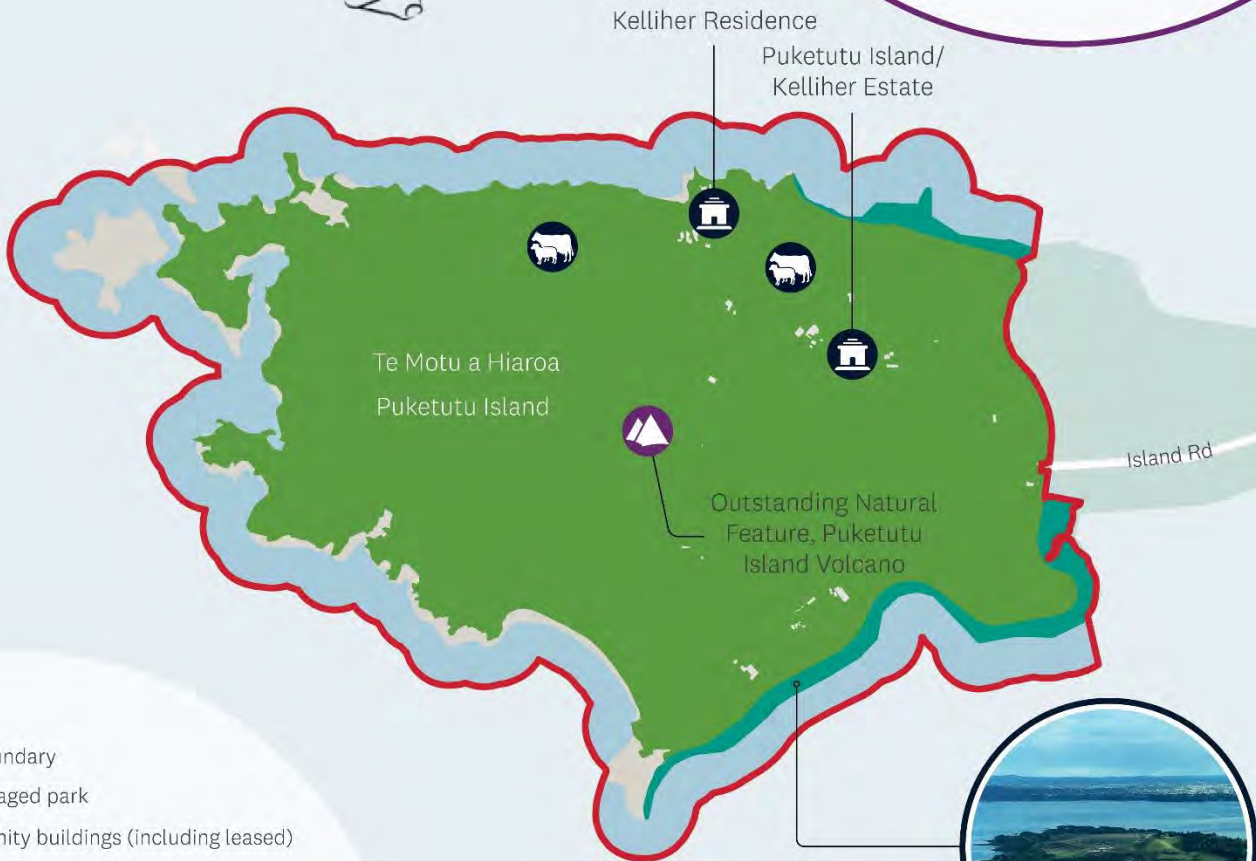 Kelliher Residence
Puketutu Island/
Kelliher Estate
Te Motu a Hiaroa
Puketutu Island
Island Rd
Outstanding Natural
Feature, Puketutu
Island Volcano
undary
aged park
nity buildings (including leased)